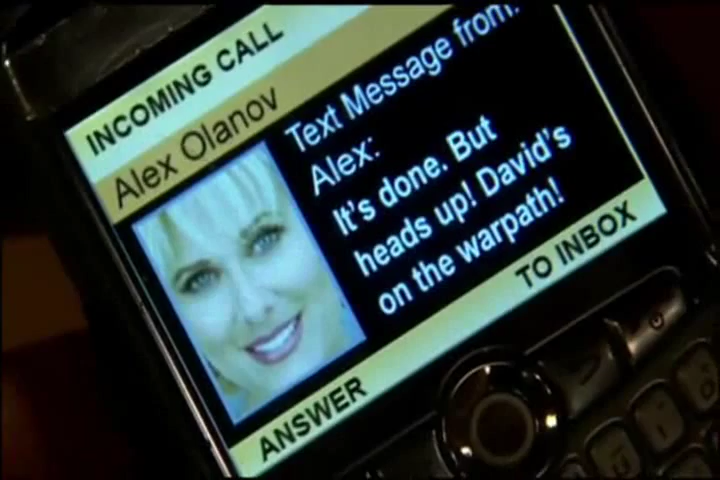 INCOMING CALL
Alex Olanov
Text Message from:
Alex:
It's done. But
heads up! David's
on the warpath!
TO INBOX
ANSWER